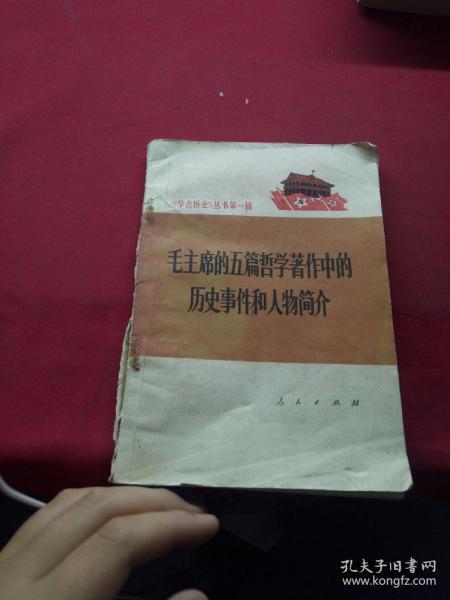 《学点历史》丛书第一辑
毛主席的五篇哲学著作中的
历史事件和人物简介
人民出版社
孔夫子旧书网
www.kongfz.com